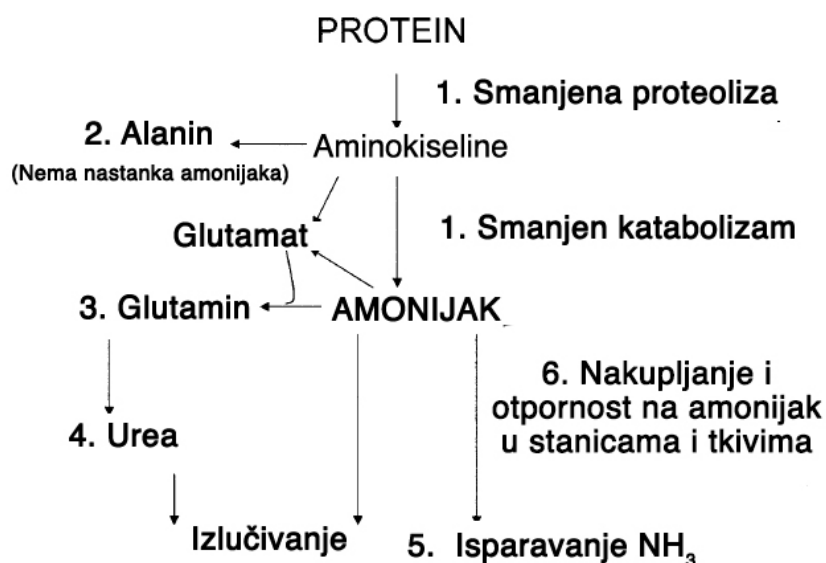 PROTEIN
1. Smanjena proteoliza
2. Alanin
Aminokiseline
(Nema nastanka amonijaka)
Glutamat
1. Smanjen katabolizam
3. Glutamin
AMONIJAK
6. Nakupljanje i
otpornost na amonijak
u stanicama i tkivima
4. Urea
Izlučivanje
5. Isparavanje NH₃